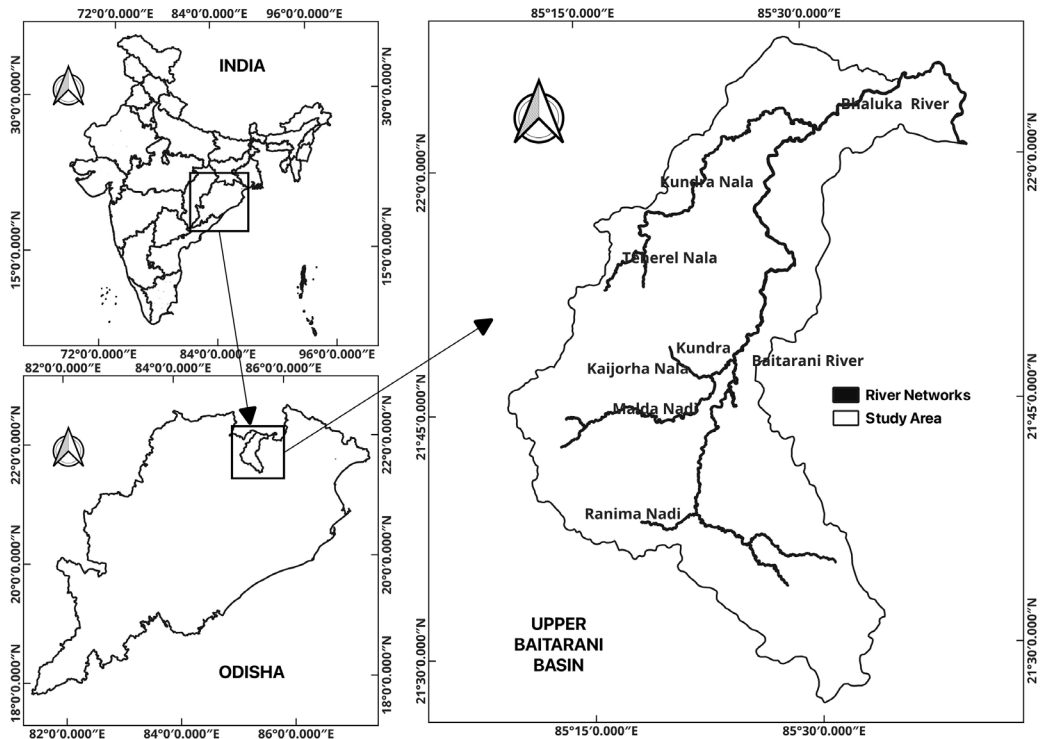 72°0′0.000″E 84°0′0.000″E 96°0′0.000″E
INDIA
30°0′0.000″N
30°0′0.000″N
15°0′0.000″N
15°0′0.000″N
72°0′0.000″E 84°0′0.000″E 96°0′0.000″E
82°0′0.000″E 84°0′0.000″E 86°0′0.000″E
22°0′0.000″N
22°0′0.000″N
20°0′0.000″N
20°0′0.000″N
18°0′0.000″N
18°0′0.000″N
ODISHA
82°0′0.000″E 84°0′0.000″E 86°0′0.000″E
85°15′0.000″E 85°30′0.000″E
Bhaluka River
22°0′0.000″N
22°0′0.000″N
Kundra Nala
Tenerel Nala
Kundra
Kaijorha Nala
Baitarani River
River Networks
Study Area
21°45′0.000″N
21°45′0.000″N
Malda Nadi
Ranima Nadi
UPPER
BAITARANI
BASIN
21°30′0.000″N
21°30′0.000″N
85°15′0.000″E 85°30′0.000″E